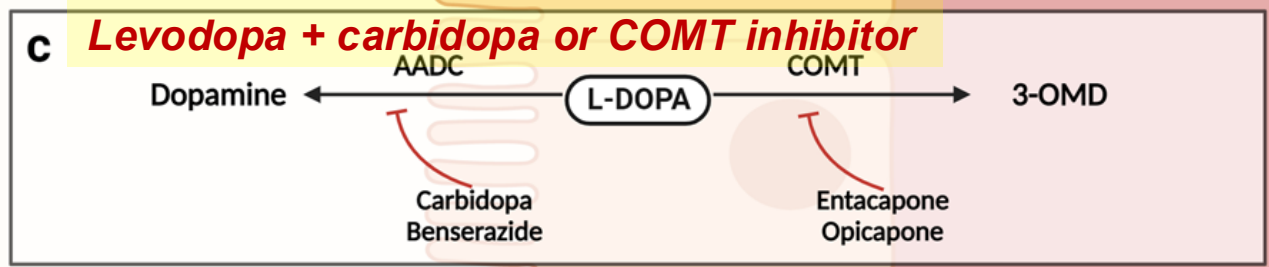 c
Levodopa + carbidopa or COMT inhibitor
AADC
COMT
Dopamine
L-DOPA
3-OMD
Carbidopa
Benserazide
Entacapone
Opicapone